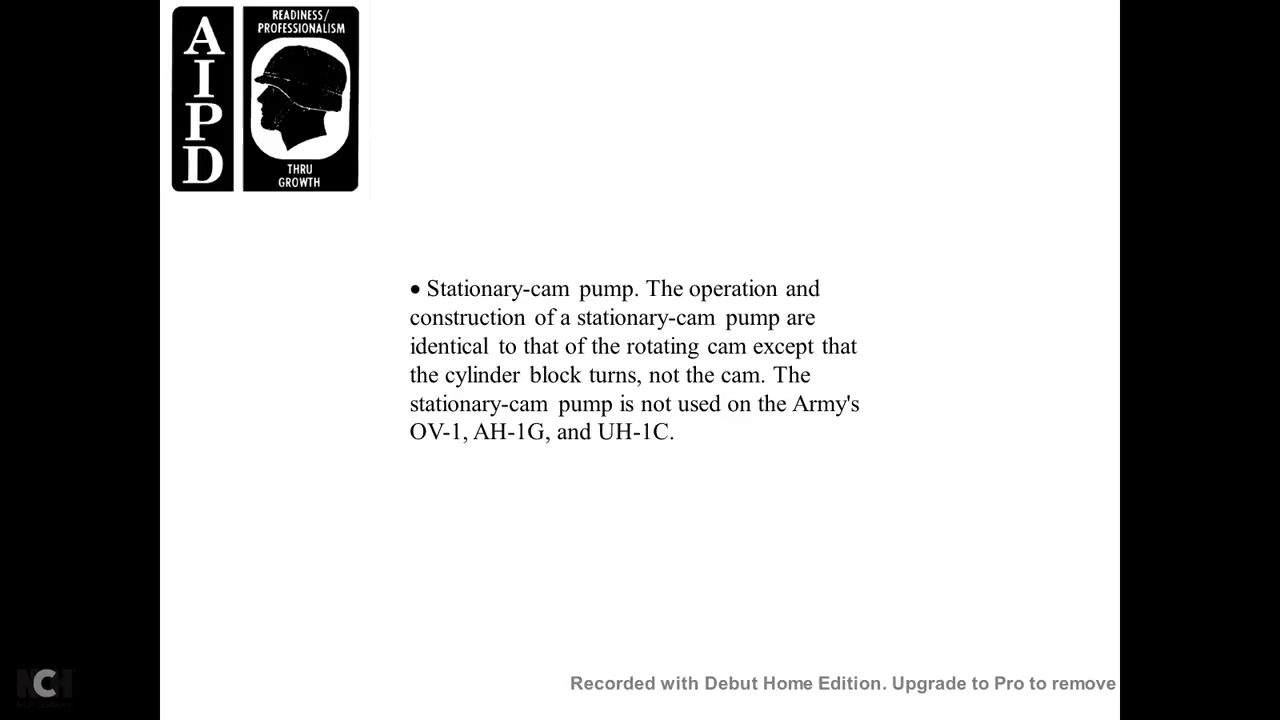 AIPD
READINESS/
PROFESSIONALISM
THRU
GROWTH
• Stationary-cam pump. The operation and
construction of a stationary-cam pump are
identical to that of the rotating cam except that
the cylinder block turns, not the cam. The
stationary-cam pump is not used on the Army's
OV-1, AH-1G, and UH-1C.
Recorded with Debut Home Edition. Upgrade to Pro to remove
NCH